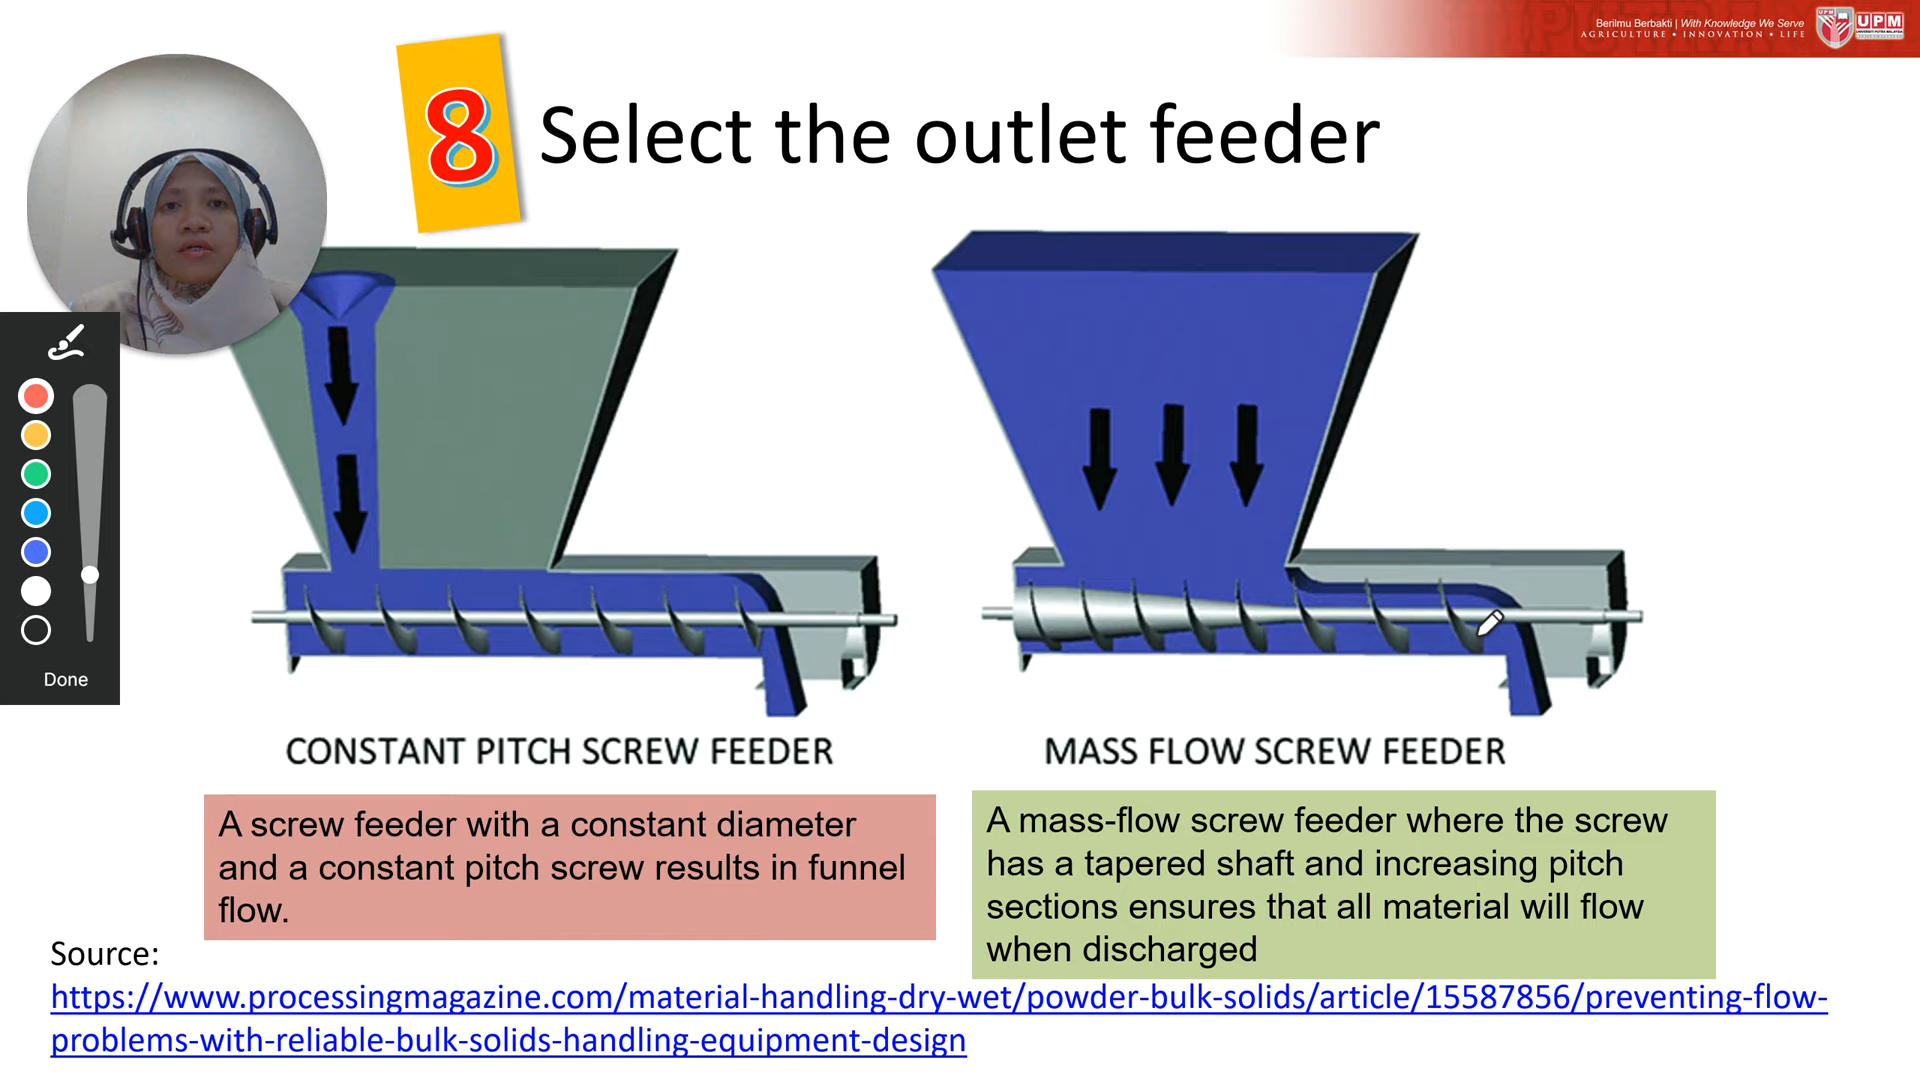 Berilmu Berbakti | With Knowledge We Serve
AGRICULTURE • INNOVATION • LIFE
UPM
UPM
8
Select the outlet feeder
Done
CONSTANT PITCH SCREW FEEDER
MASS FLOW SCREW FEEDER
A screw feeder with a constant diameter
and a constant pitch screw results in funnel
flow.
A mass-flow screw feeder where the screw
has a tapered shaft and increasing pitch
sections ensures that all material will flow
when discharged
Source:
https://www.processingmagazine.com/material-handling-dry-wet/powder-bulk-solids/article/15587856/preventing-flow-
problems-with-reliable-bulk-solids-handling-equipment-design